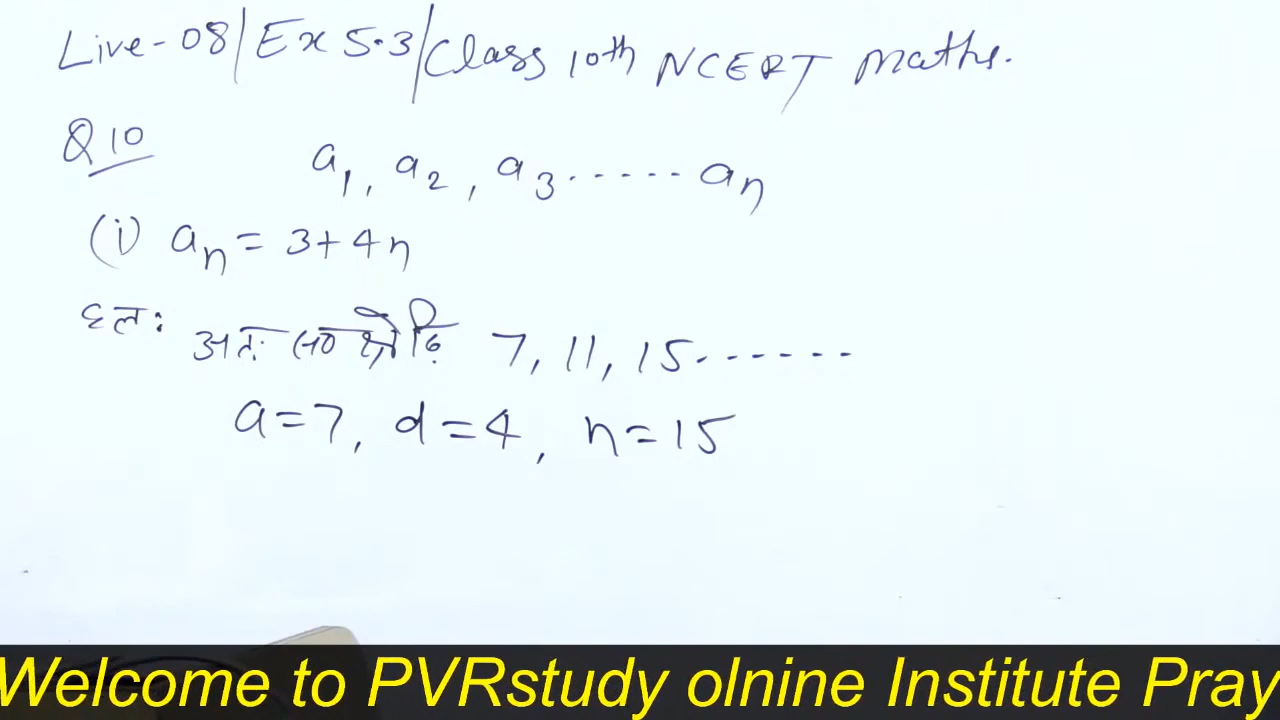 Live-08/Ex 5.3/Class 10th NCERT maths.
Q10
a1, a2, a3...... an
(i) an = 3+4n
हल:
अतः स० श्रेढ़ि 7, 11, 15.......
a=7, d=4, n=15
Welcome to PVRstudy olnine Institute Pray